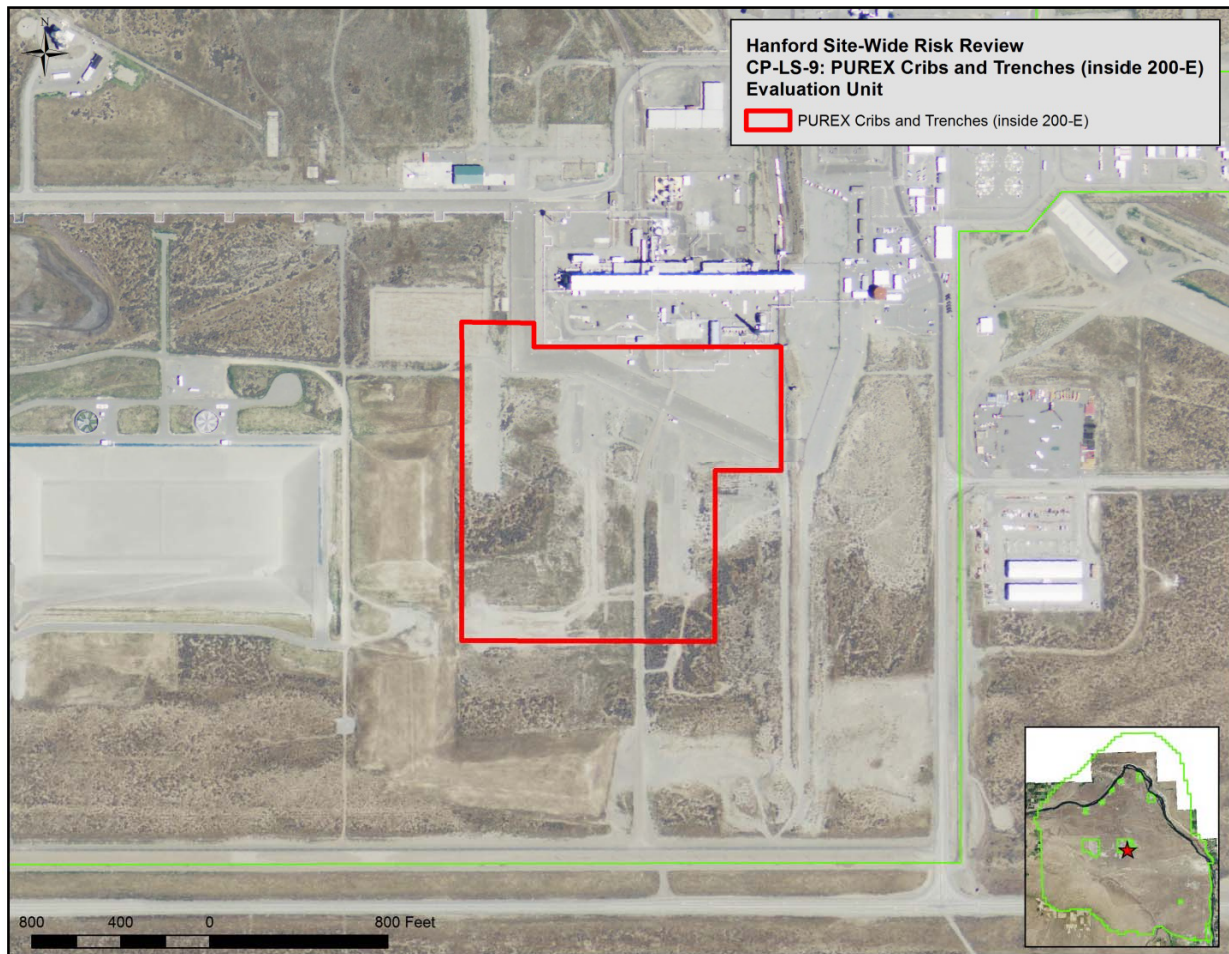 N
Hanford Site-Wide Risk Review
CP-LS-9: PUREX Cribs and Trenches (inside 200-E)
Evaluation Unit
PUREX Cribs and Trenches (inside 200-E)
800 400 0 800 Feet